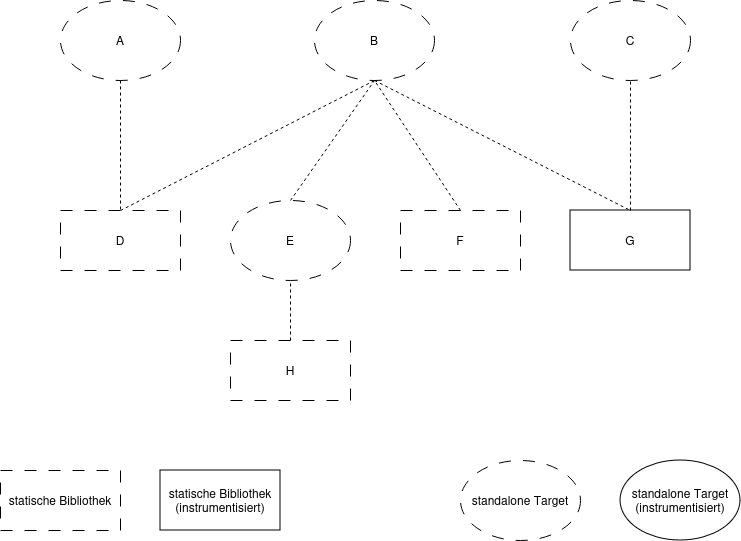 A
B
C
D
E
F
G
H
statische Bibliothek
statische Bibliothek
(instrumentisiert)
standalone Target
standalone Target
(instrumentisiert)